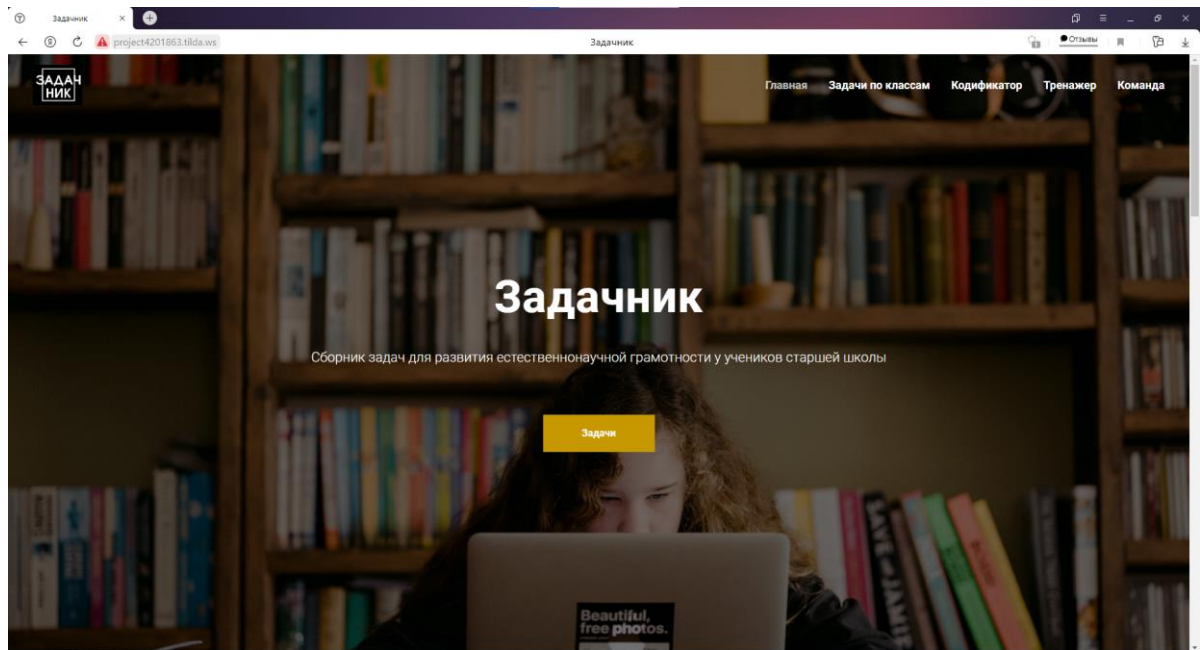 Задачник
project4201863.tilda.ws
Задачник
Отзывы
ЗАДАЧ
НИК
Главная Задачи по классам Кодификатор Тренажер Команда
Задачник
Сборник задач для развития естественнонаучной грамотности у учеников старшей школы
Задачи
Beautiful,
free photos.